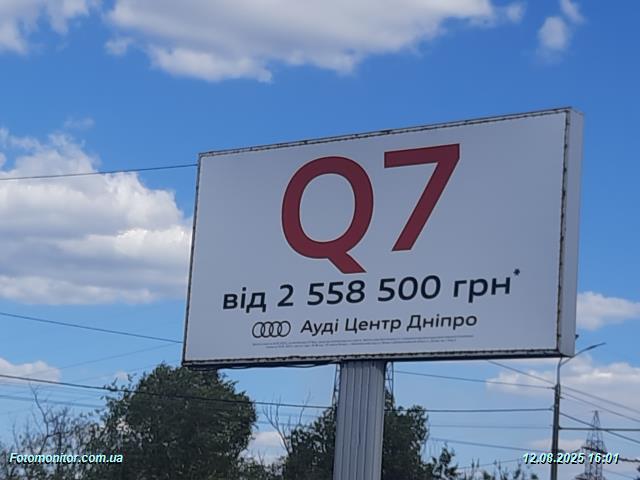 Q7
від 2 558 500 грн*
Ауді Центр Дніпро
Fotomonitor.com.ua
12.08.2025 16:01